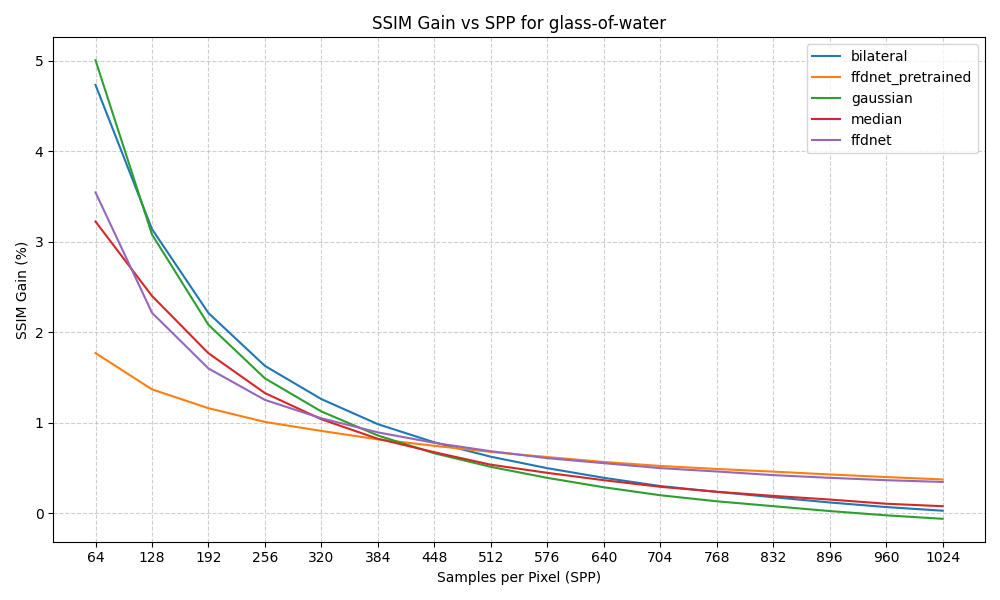 SSIM Gain vs SPP for glass-of-water
bilateral
ffdnet_pretrained
gaussian
median
ffdnet
SSIM Gain (%)
5
4
3
2
1
0
64 128 192 256 320 384 448 512 576 640 704 768 832 896 960 1024
Samples per Pixel (SPP)